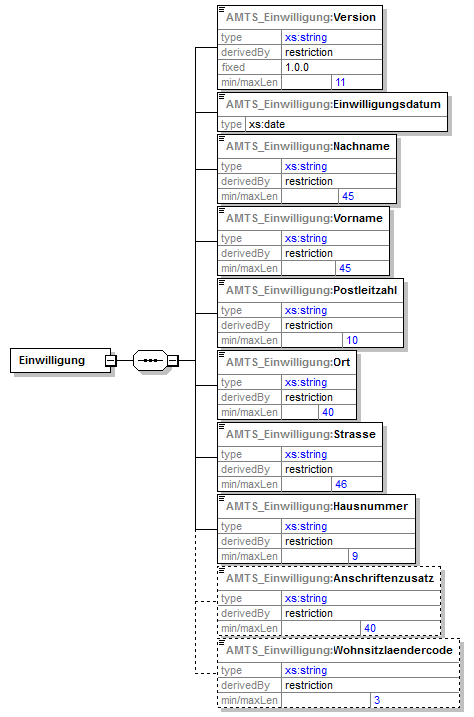 AMTS_Einwilligung:Version
type xs:string
derivedBy restriction
fixed 1.0.0
min/maxLen 11
AMTS_Einwilligung:Einwilligungsdatum
type xs:date
AMTS_Einwilligung:Nachname
type xs:string
derivedBy restriction
min/maxLen 45
AMTS_Einwilligung:Vorname
type xs:string
derivedBy restriction
min/maxLen 45
AMTS_Einwilligung:Postleitzahl
type xs:string
derivedBy restriction
min/maxLen 10
Einwilligung
AMTS_Einwilligung:Ort
type xs:string
derivedBy restriction
min/maxLen 40
AMTS_Einwilligung:Strasse
type xs:string
derivedBy restriction
min/maxLen 46
AMTS_Einwilligung:Hausnummer
type xs:string
derivedBy restriction
min/maxLen 9
AMTS_Einwilligung:Anschriftenzusatz
type xs:string
derivedBy restriction
min/maxLen 40
AMTS_Einwilligung:Wohnsitzlaendercode
type xs:string
derivedBy restriction
min/maxLen 3